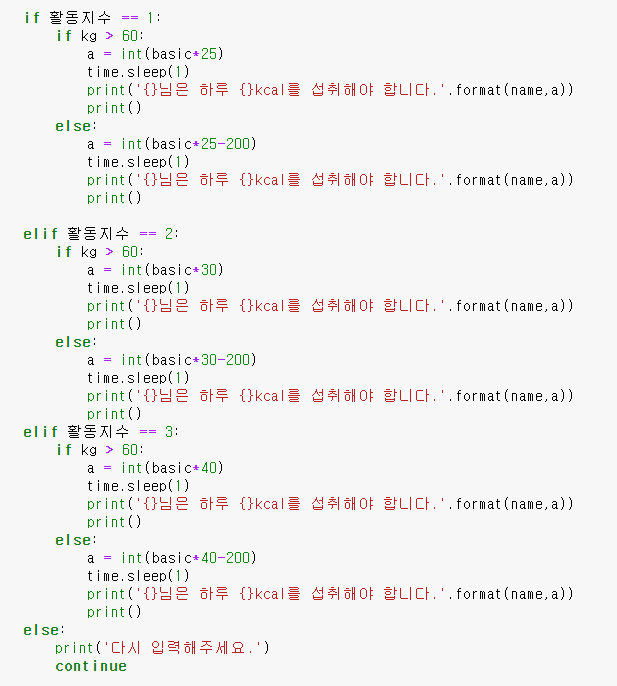 if 활동지수 == 1:
    if kg > 60:
        a = int(basic*25)
        time.sleep(1)
        print('{}님은 하루 {}kcal를 섭취해야 합니다.'.format(name,a))
        print()
    else:
        a = int(basic*25-200)
        time.sleep(1)
        print('{}님은 하루 {}kcal를 섭취해야 합니다.'.format(name,a))
        print()

elif 활동지수 == 2:
    if kg > 60:
        a = int(basic*30)
        time.sleep(1)
        print('{}님은 하루 {}kcal를 섭취해야 합니다.'.format(name,a))
        print()
    else:
        a = int(basic*30-200)
        time.sleep(1)
        print('{}님은 하루 {}kcal를 섭취해야 합니다.'.format(name,a))
        print()
elif 활동지수 == 3:
    if kg > 60:
        a = int(basic*40)
        time.sleep(1)
        print('{}님은 하루 {}kcal를 섭취해야 합니다.'.format(name,a))
        print()
    else:
        a = int(basic*40-200)
        time.sleep(1)
        print('{}님은 하루 {}kcal를 섭취해야 합니다.'.format(name,a))
        print()
else:
    print('다시 입력해주세요.')
    continue